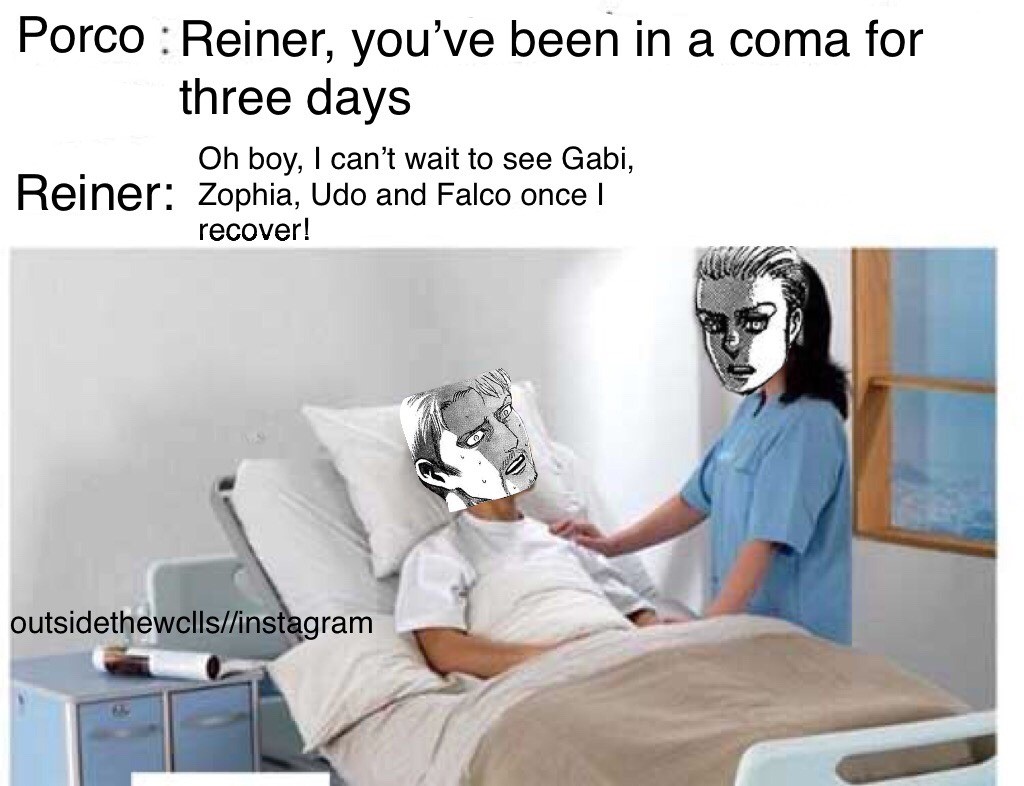 Porco : Reiner, you've been in a coma for
three days
Oh boy, I can't wait to see Gabi,
Reiner: Zophia, Udo and Falco once I
recover!
outsidethewclls//instagram